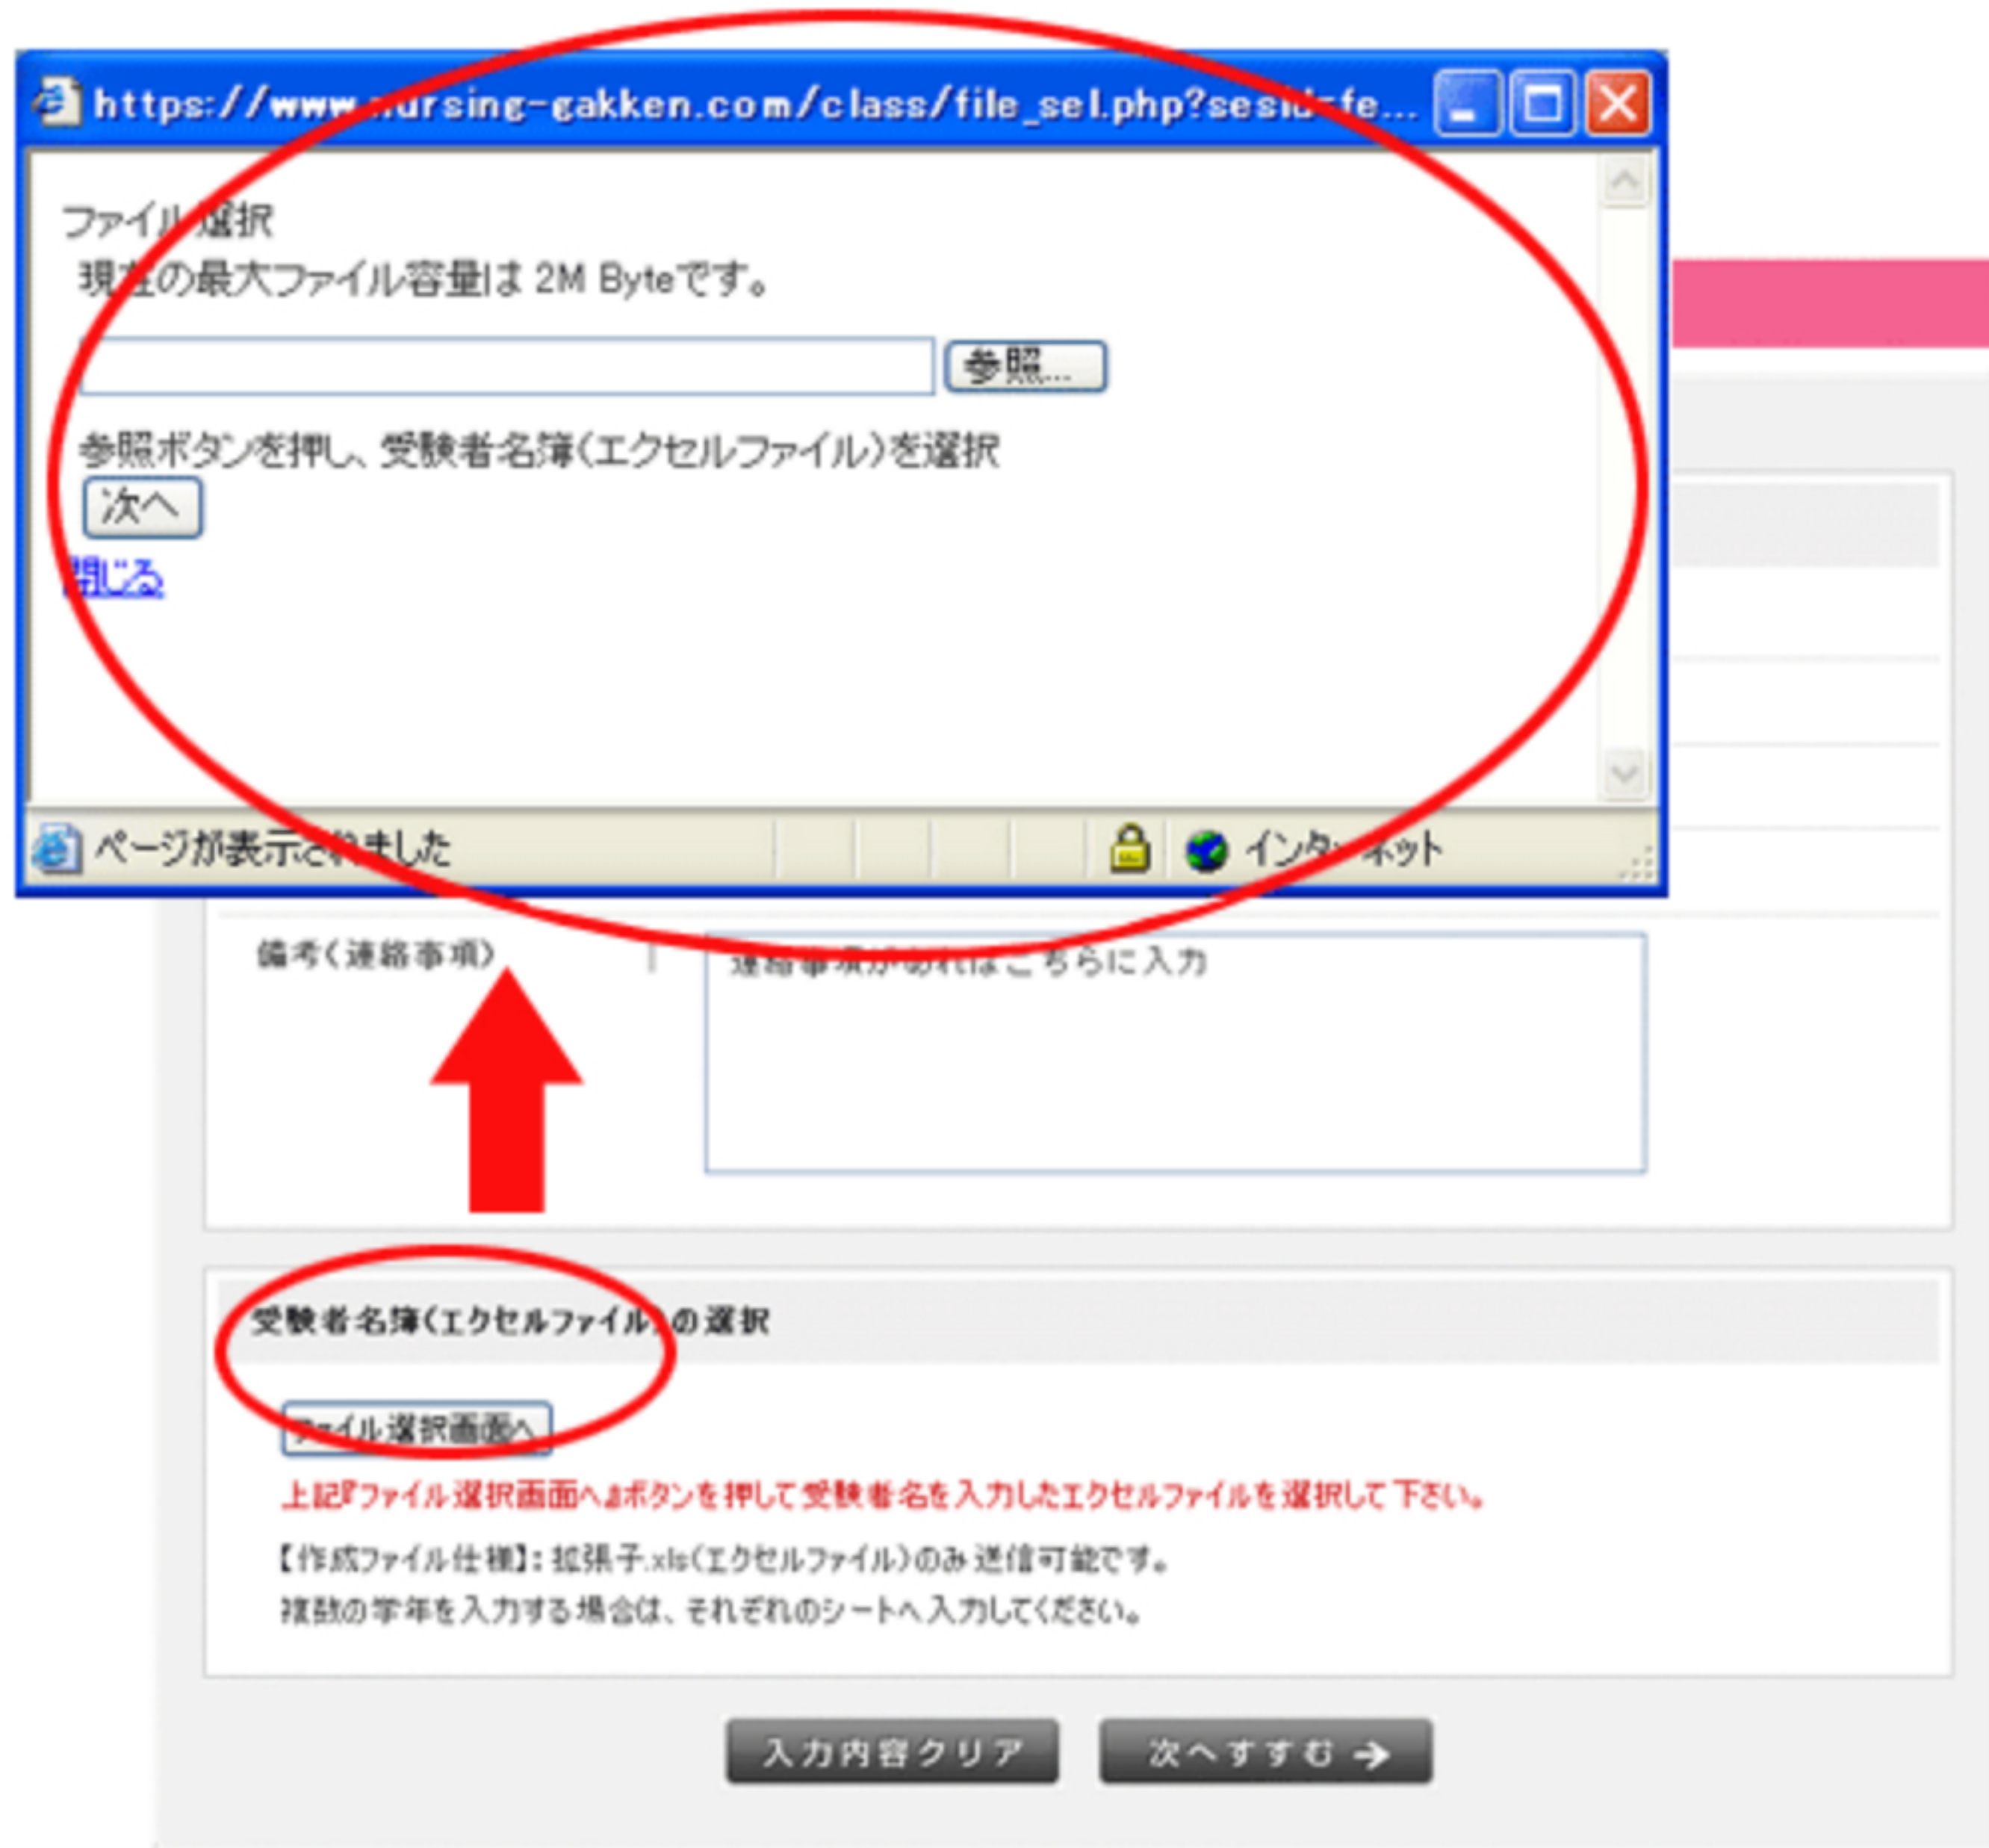 https://www.nursing-gakken.com/class/file_sel.php?sesid=fe...
ファイル選択
現在の最大ファイル容量は 2M Byteです。
参照...
参照ボタンを押し、受験者名簿(エクセルファイル)を選択
次へ
閉じる
ページが表示されました
インターネット
備考(連絡事項)
連絡事項があればこちらに入力
受験者名簿(エクセルファイル)の選択
ファイル選択画面へ
上記『ファイル選択画面へ』ボタンを押して受験者名を入力したエクセルファイルを選択して下さい。
【作成ファイル仕様】: 拡張子.xls(エクセルファイル)のみ送信可能です。
複数の学年を入力する場合は、それぞれのシートへ入力してください。
入力内容クリア
次へすすむ →